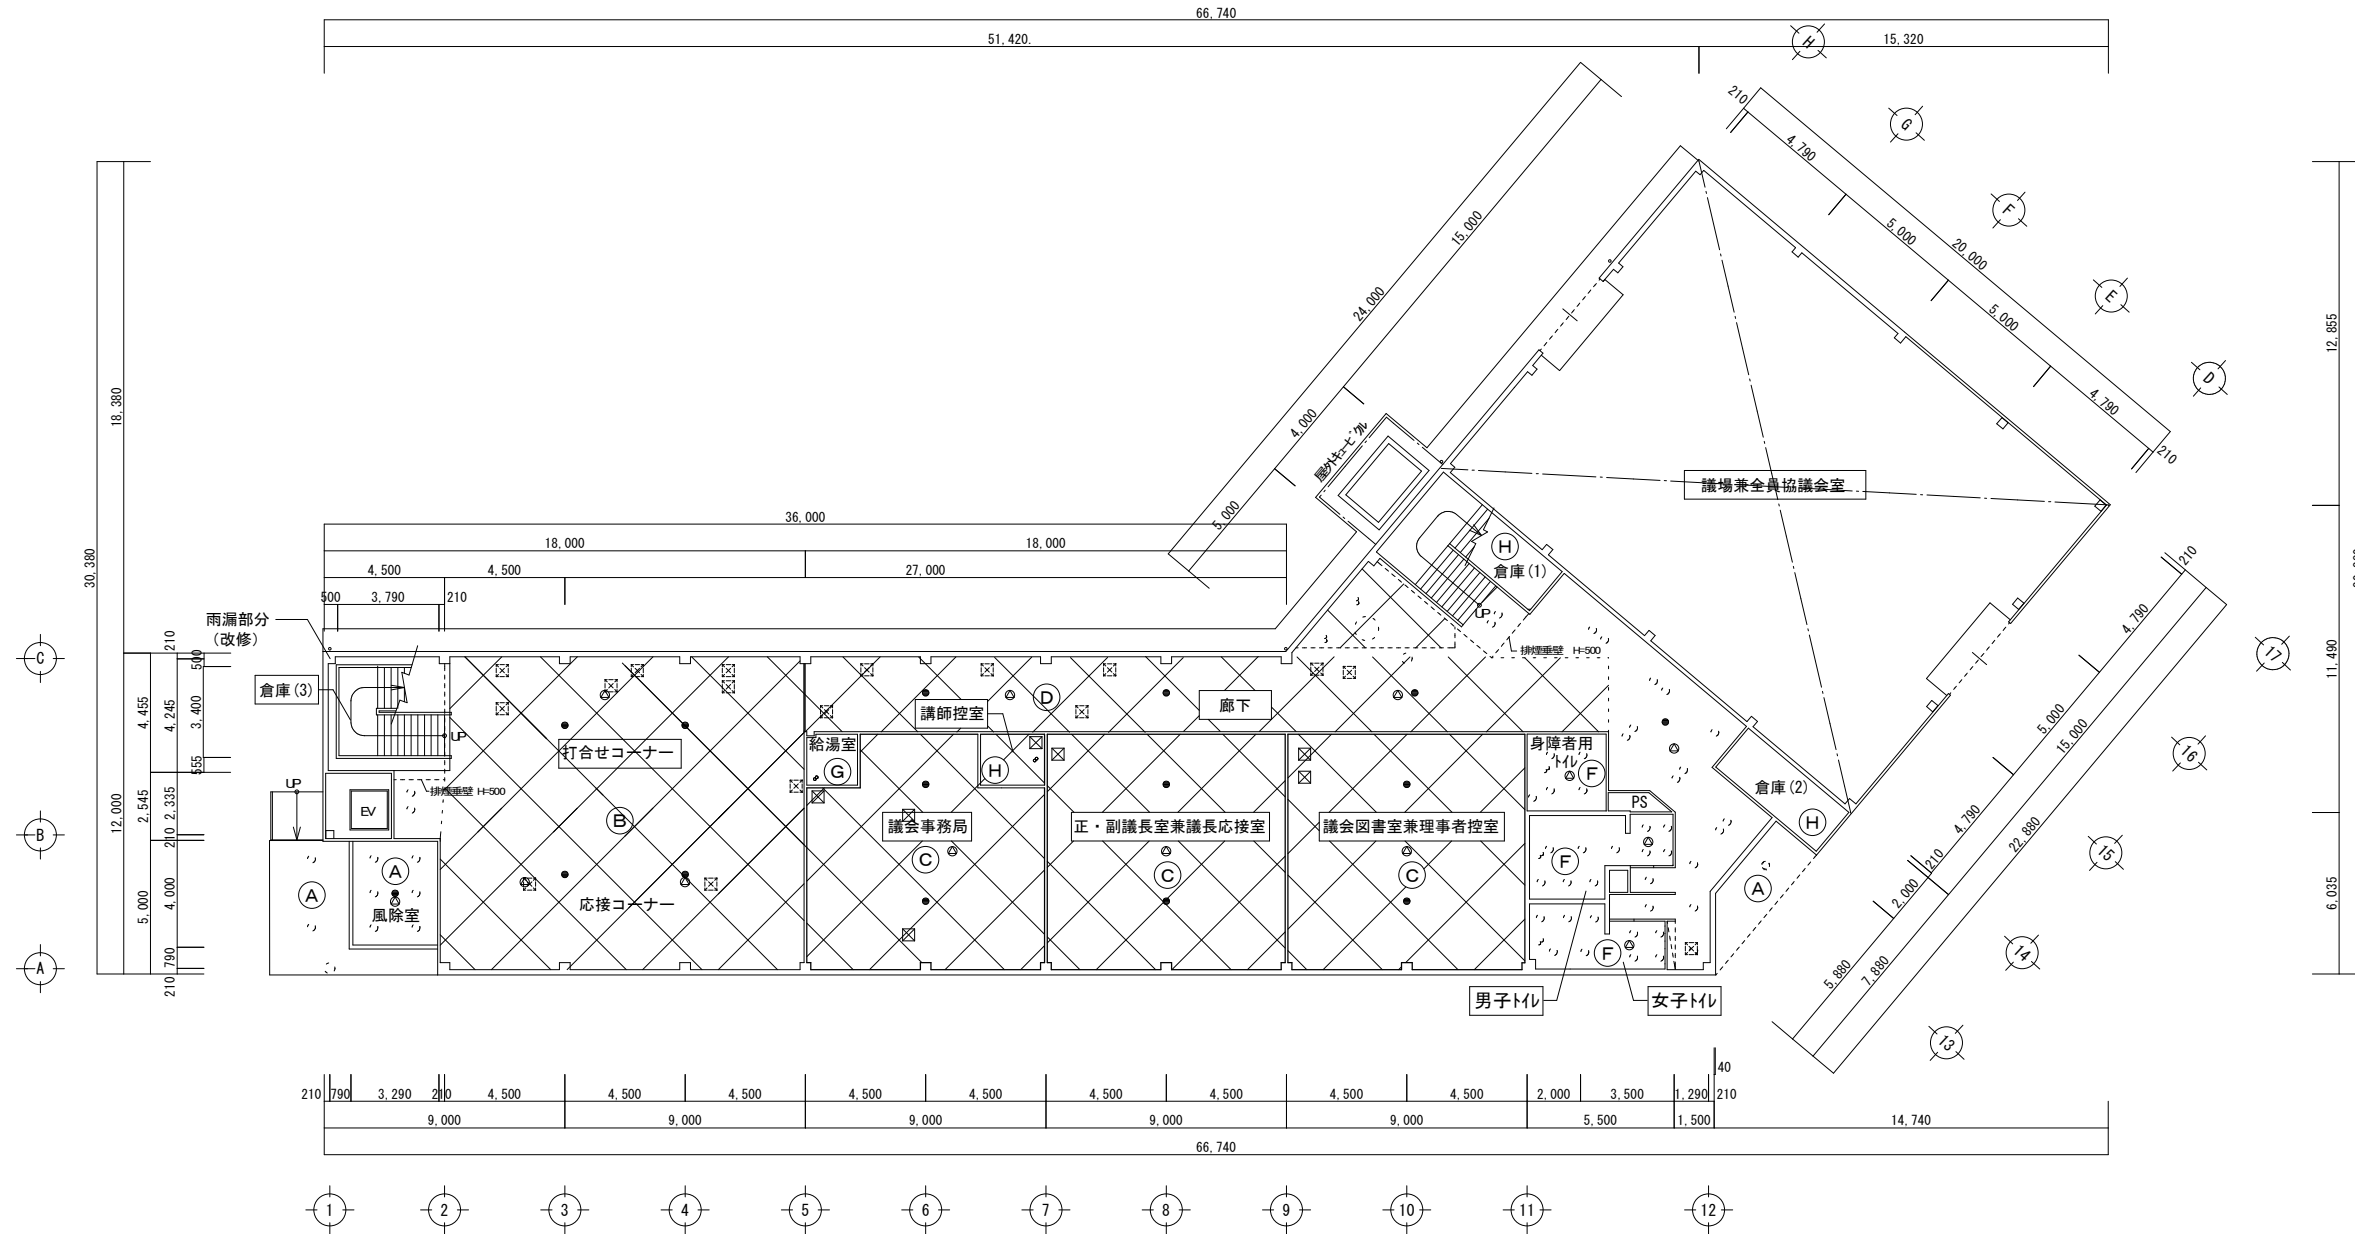 66,740
51,420.
15,320
H
G
F
E
D
210
4,790
5,000
20,000
5,000
4,790
210
15,000
24,000
4,000
5,000
屋外キュービクル
議場兼全員協議会室
12,855
11,490
6,035
18,380
30,380
12,000
36,000
18,000
18,000
4,500
4,500
27,000
500
3,790
210
雨漏部分
(改修)
倉庫(3)
C
B
A
210
500
4,455
4,245
3,400
555
2,545
2,335
210
5,000
4,000
790
210
UP
UP
EV
排煙垂壁 H=500
打合せコーナー
B
応接コーナー
A
A
風除室
給湯室
G
講師控室
H
D
廊下
議会事務局
C
正・副議長室兼議長応接室
C
議会図書室兼理事者控室
C
身障者用
トイレ
F
PS
F
F
男子トイレ
女子トイレ
H
倉庫(1)
UP
排煙垂壁 H=500
倉庫(2)
H
A
210
4,790
5,000
15,000
4,790
22,880
210
2,000
5,880
7,880
17
16
15
14
13
40
210
790
3,290
210
4,500
4,500
4,500
4,500
4,500
4,500
4,500
4,500
4,500
2,000
3,500
1,290
210
9,000
9,000
9,000
9,000
9,000
5,500
1,500
14,740
66,740
1
2
3
4
5
6
7
8
9
10
11
12